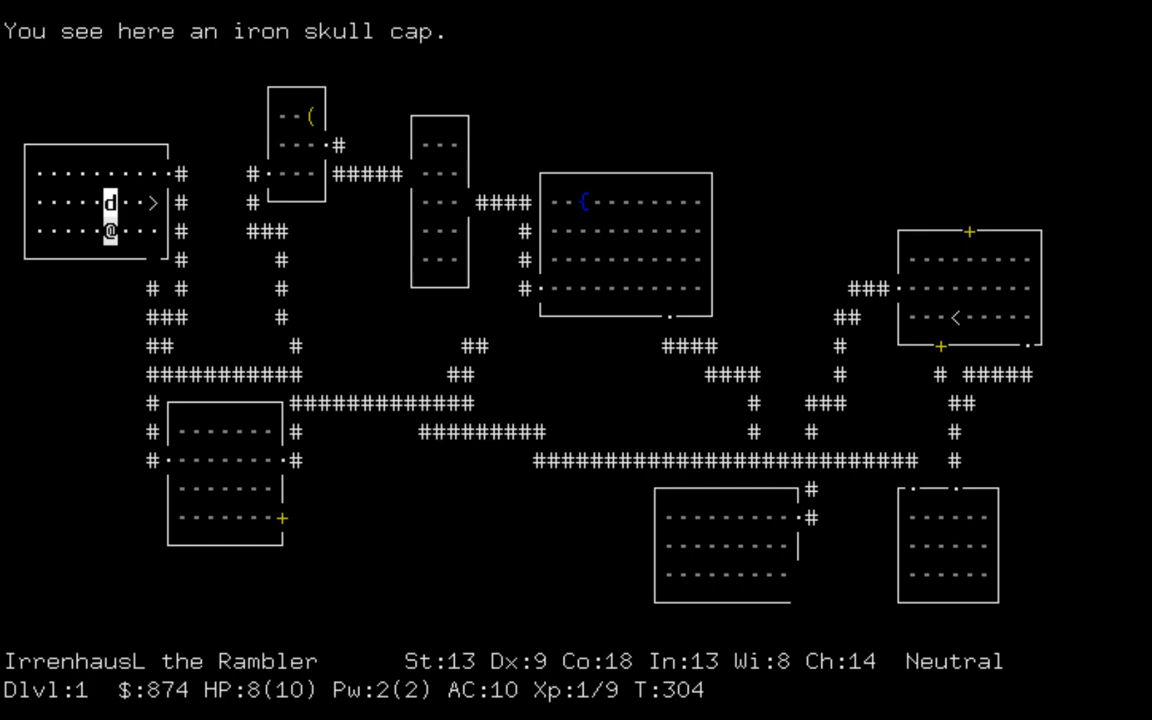 You see here an iron skull cap.
IrrenhausL the Rambler St:13 Dx:9 Co:18 In:13 Wi:8 Ch:14 Neutral
Dlvl:1 $:874 HP:8(10) Pw:2(2) AC:10 Xp:1/9 T:304